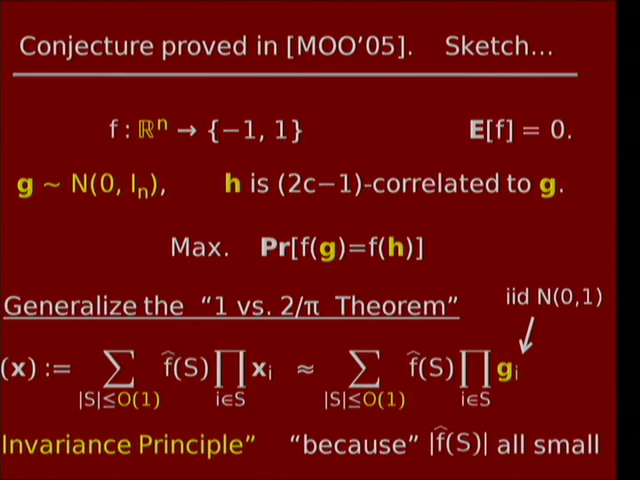 Conjecture proved in [MOO’05]. Sketch…
f : ℝⁿ → {−1, 1} E[f] = 0.
g ~ N(0, Iₙ), h is (2c−1)-correlated to g.
Max. Pr[f(g)=f(h)]
Generalize the “1 vs. 2/π Theorem”
iid N(0,1)
(x) := ∑ f̂(S) ∏ xᵢ ≈ ∑ f̂(S) ∏ gᵢ
|S|≤O(1) i∈S |S|≤O(1) i∈S
Invariance Principle” “because” |f̂(S)| all small